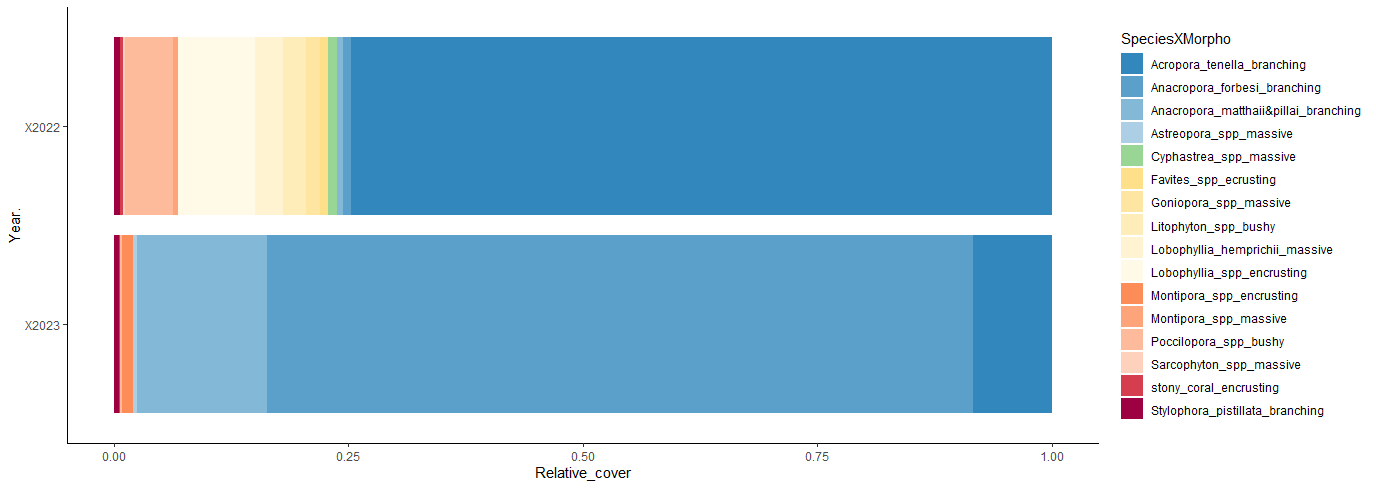 SpeciesXMorpho
Acropora_tenella_branching
Anacropora_forbesi_branching
Anacropora_matthaii&pillai_branching
Astreopora_spp_massive
Cyphastrea_spp_massive
Favites_spp_ecrusting
Goniopora_spp_massive
Litophyton_spp_bushy
Lobophyllia_hemprichii_massive
Lobophyllia_spp_encrusting
Montipora_spp_encrusting
Montipora_spp_massive
Poccilopora_spp_bushy
Sarcophyton_spp_massive
stony_coral_encrusting
Stylophora_pistillata_branching
Year.
X2022
X2023
0.00 0.25 0.50 0.75 1.00
Relative_cover